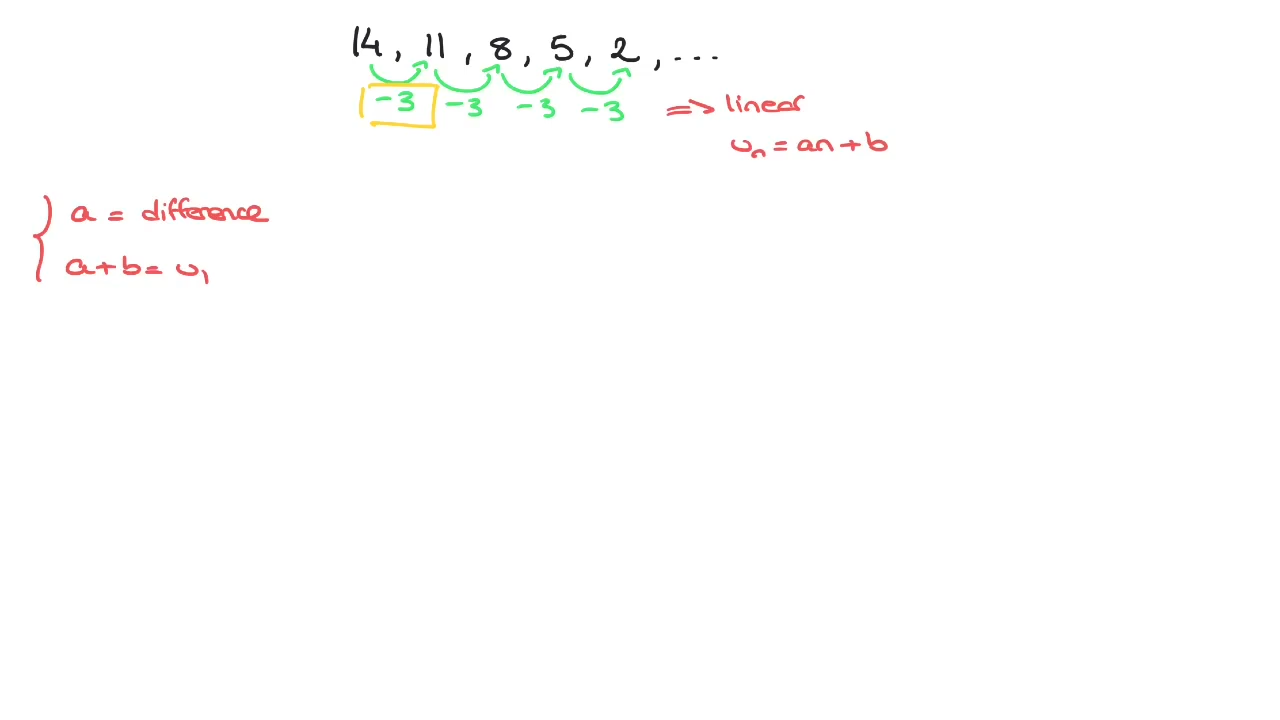 14, 11, 8, 5, 2, ...
-3 -3 -3 -3 => linear
uₙ = an + b
a = difference
a + b = u₁